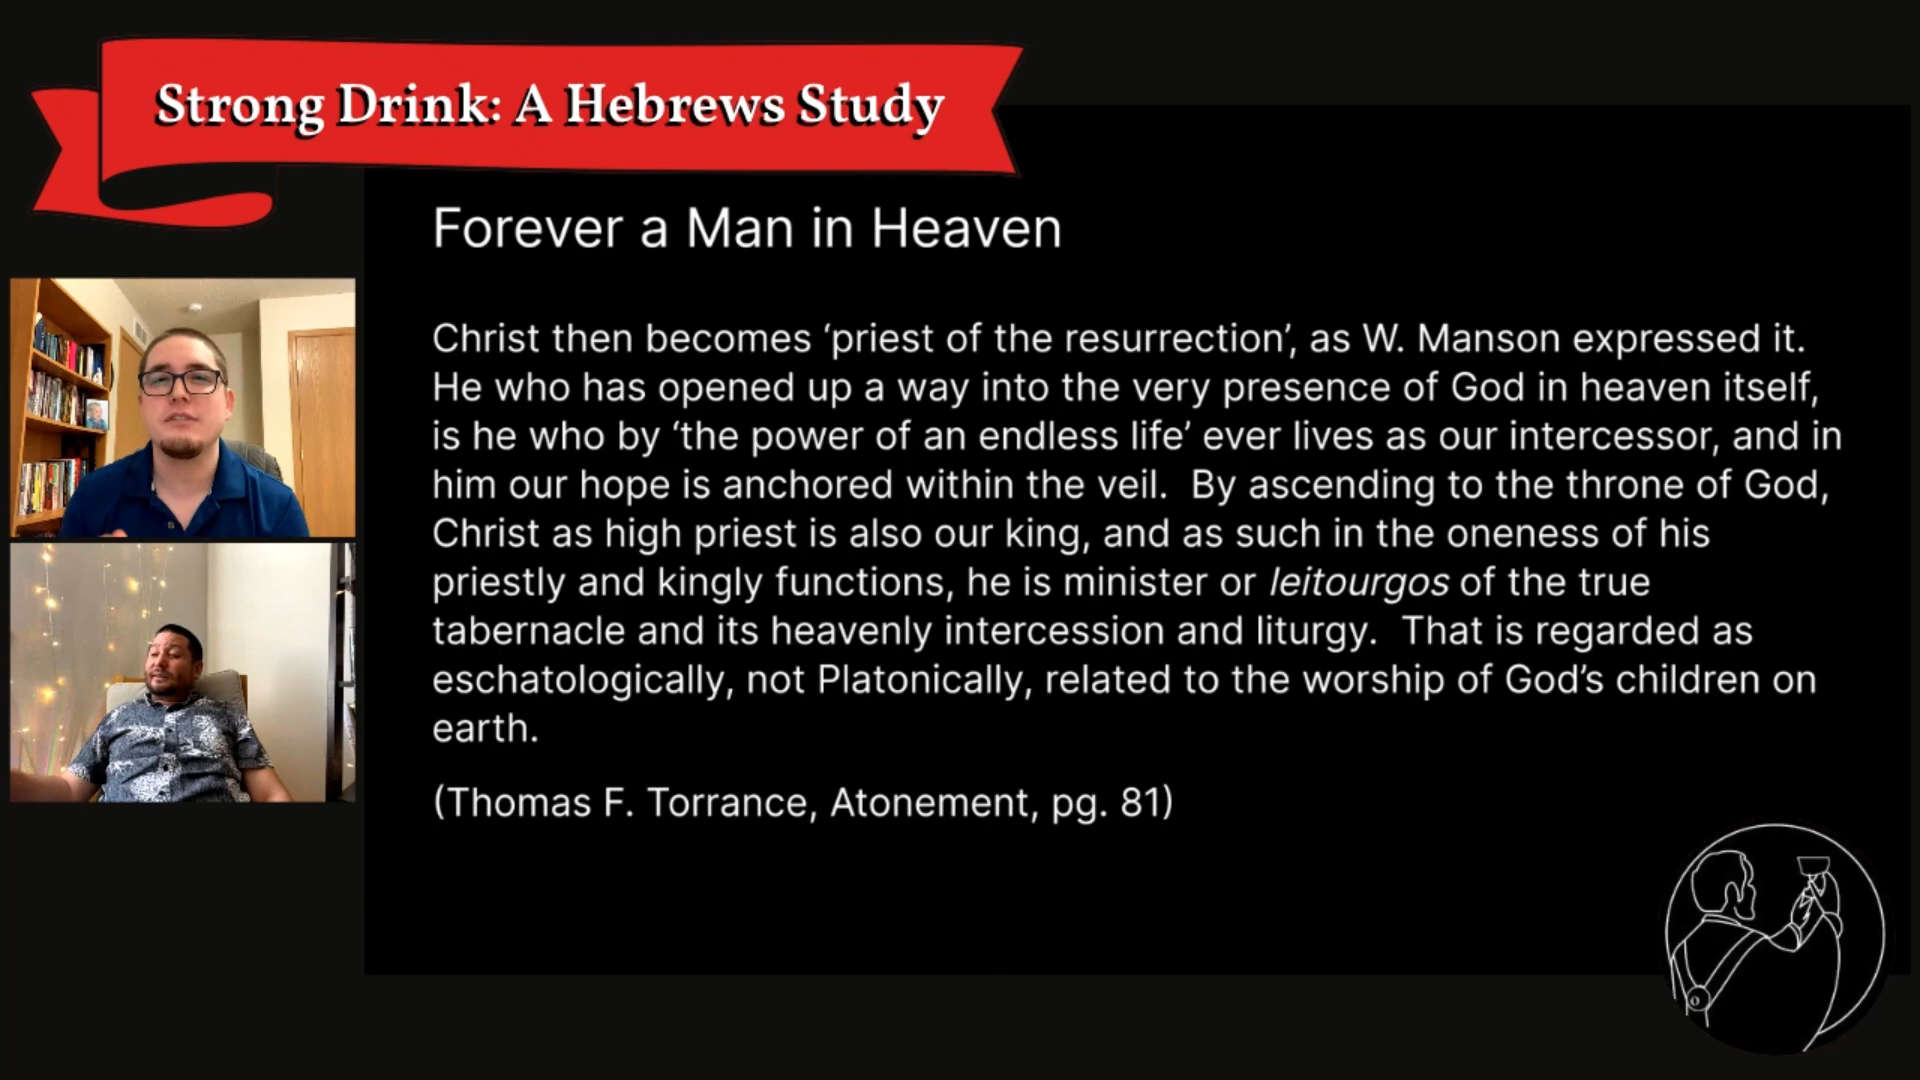 Strong Drink: A Hebrews Study
Forever a Man in Heaven
Christ then becomes ‘priest of the resurrection’, as W. Manson expressed it.
He who has opened up a way into the very presence of God in heaven itself,
is he who by ‘the power of an endless life’ ever lives as our intercessor, and in
him our hope is anchored within the veil.  By ascending to the throne of God,
Christ as high priest is also our king, and as such in the oneness of his
priestly and kingly functions, he is minister or leitourgos of the true
tabernacle and its heavenly intercession and liturgy.  That is regarded as
eschatologically, not Platonically, related to the worship of God’s children on
earth.
(Thomas F. Torrance, Atonement, pg. 81)